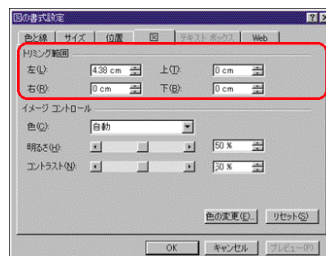 図の書式設定
色と線 サイズ 位置 図 テキスト ボックス Web
トリミング範囲
左(L): 4.38 cm 上(T): 0 cm
右(R): 0 cm 下(B): 0 cm
イメージ コントロール
色(C): 自動
明るさ(H): 50 %
コントラスト(N): 50 %
色の変更(E)... リセット(S)
OK キャンセル プレビュー(P)